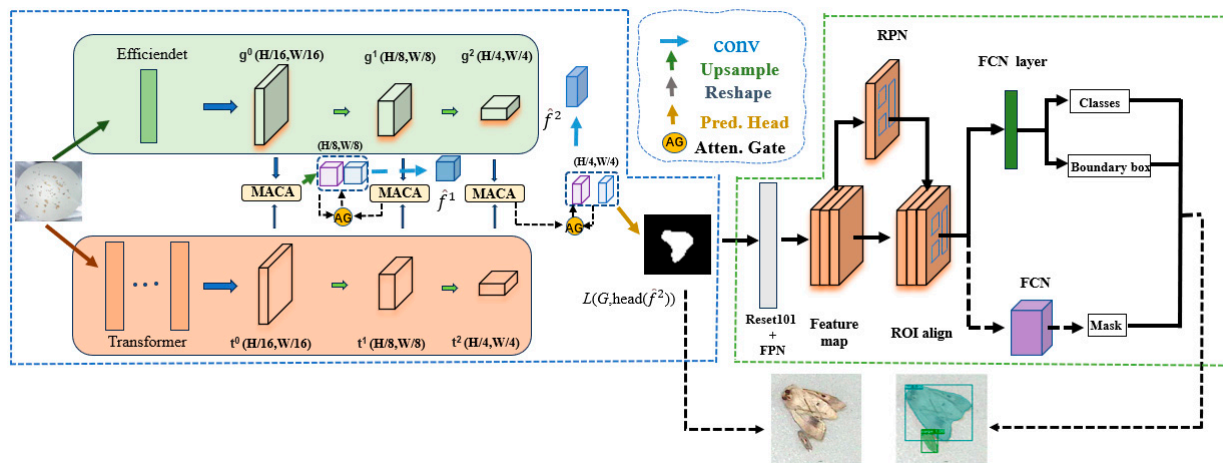 Efficiendet
g⁰ (H/16,W/16)
g¹ (H/8,W/8)
g² (H/4,W/4)
f̂²
conv
Upsample
Reshape
Pred. Head
AG
Atten. Gate
RPN
FCN layer
Classes
Boundary box
(H/8,W/8)
(H/4,W/4)
MACA
MACA
MACA
f̂¹
AG
AG
L(G,head(f̂²))
Transformer
t⁰ (H/16,W/16)
t¹ (H/8,W/8)
t² (H/4,W/4)
Reset101
+
FPN
Feature
map
ROI align
FCN
Mask